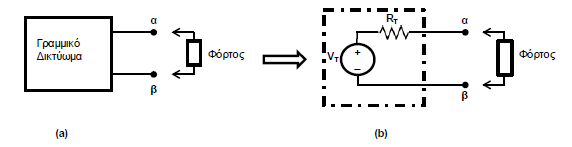 Γραμμικό
Δικτύωμα
α
β
Φόρτος
(a)
V_T
+
−
R_T
α
β
Φόρτος
(b)